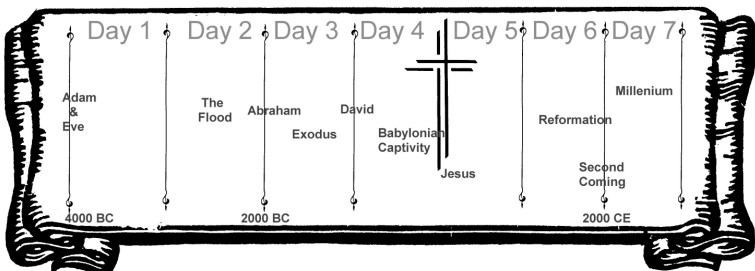 Day 1 Day 2 Day 3 Day 4 Day 5 Day 6 Day 7
Adam
&
Eve
The
Flood
Abraham
Exodus
David
Babylonian
Captivity
Jesus
Reformation
Millenium
Second
Coming
4000 BC 2000 BC 2000 CE